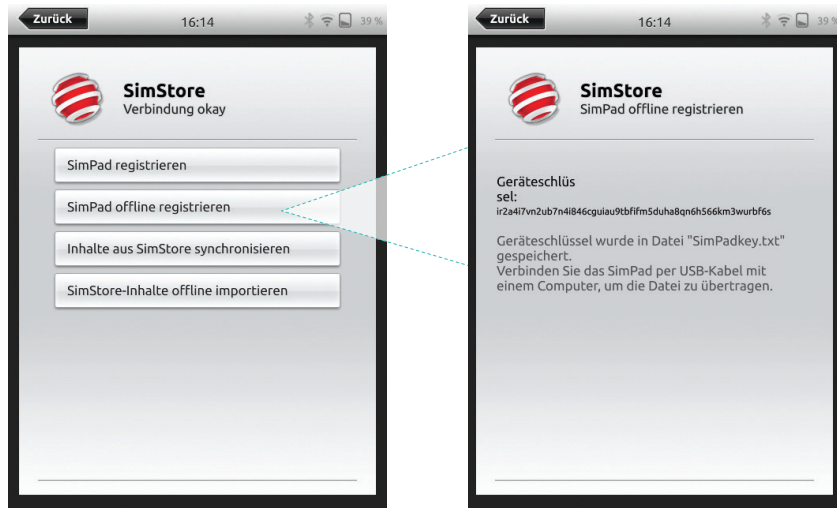 Zurück
16:14
39 %
SimStore
Verbindung okay
SimPad registrieren
SimPad offline registrieren
Inhalte aus SimStore synchronisieren
SimStore-Inhalte offline importieren
Zurück
16:14
39 %
SimStore
SimPad offline registrieren
Geräteschlüs
sel:
ir2a4i7vn2ub7n4i846cguiau9tbfifm5duha8qn6h566km3wurbf6s
Geräteschlüssel wurde in Datei "SimPadkey.txt"
gespeichert.
Verbinden Sie das SimPad per USB-Kabel mit
einem Computer, um die Datei zu übertragen.